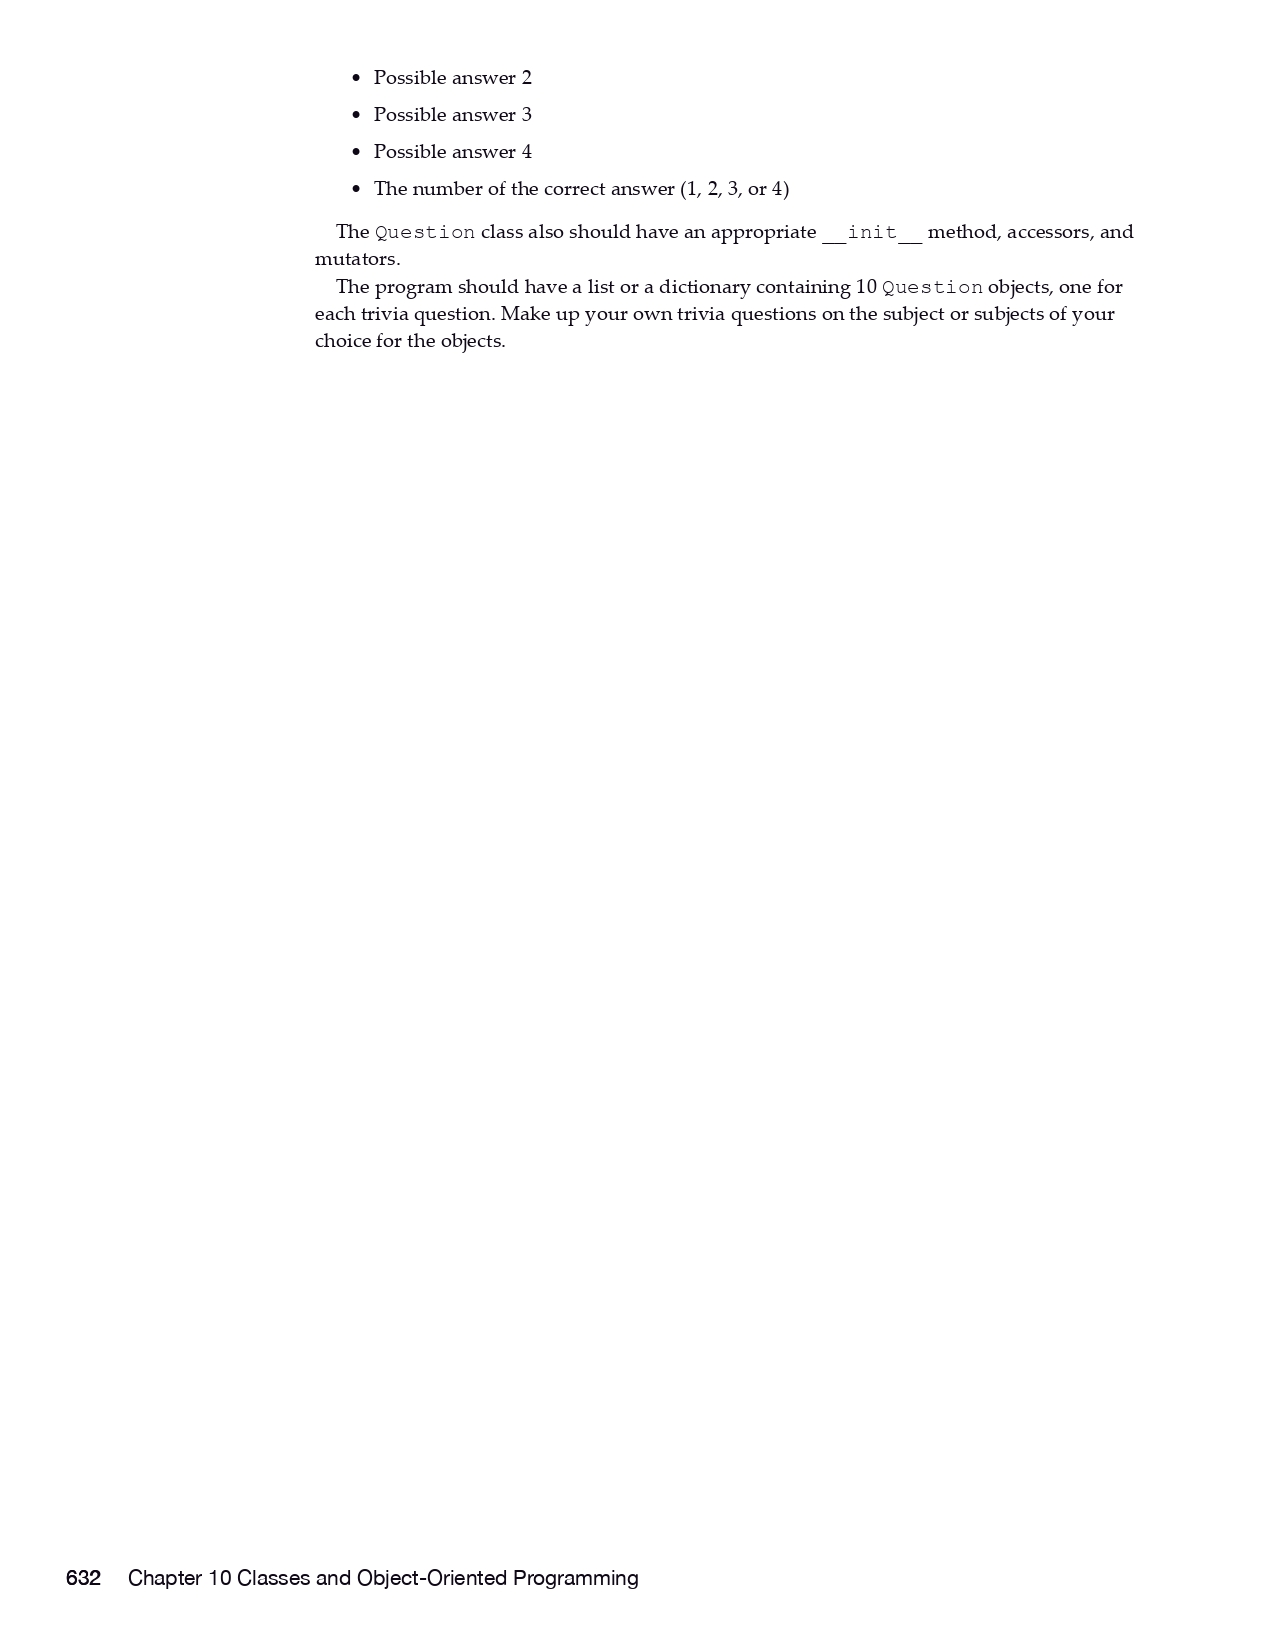 • Possible answer 2
• Possible answer 3
• Possible answer 4
• The number of the correct answer (1, 2, 3, or 4)
The Question class also should have an appropriate __init__ method, accessors, and
mutators.
The program should have a list or a dictionary containing 10 Question objects, one for
each trivia question. Make up your own trivia questions on the subject or subjects of your
choice for the objects.
632 Chapter 10 Classes and Object-Oriented Programming